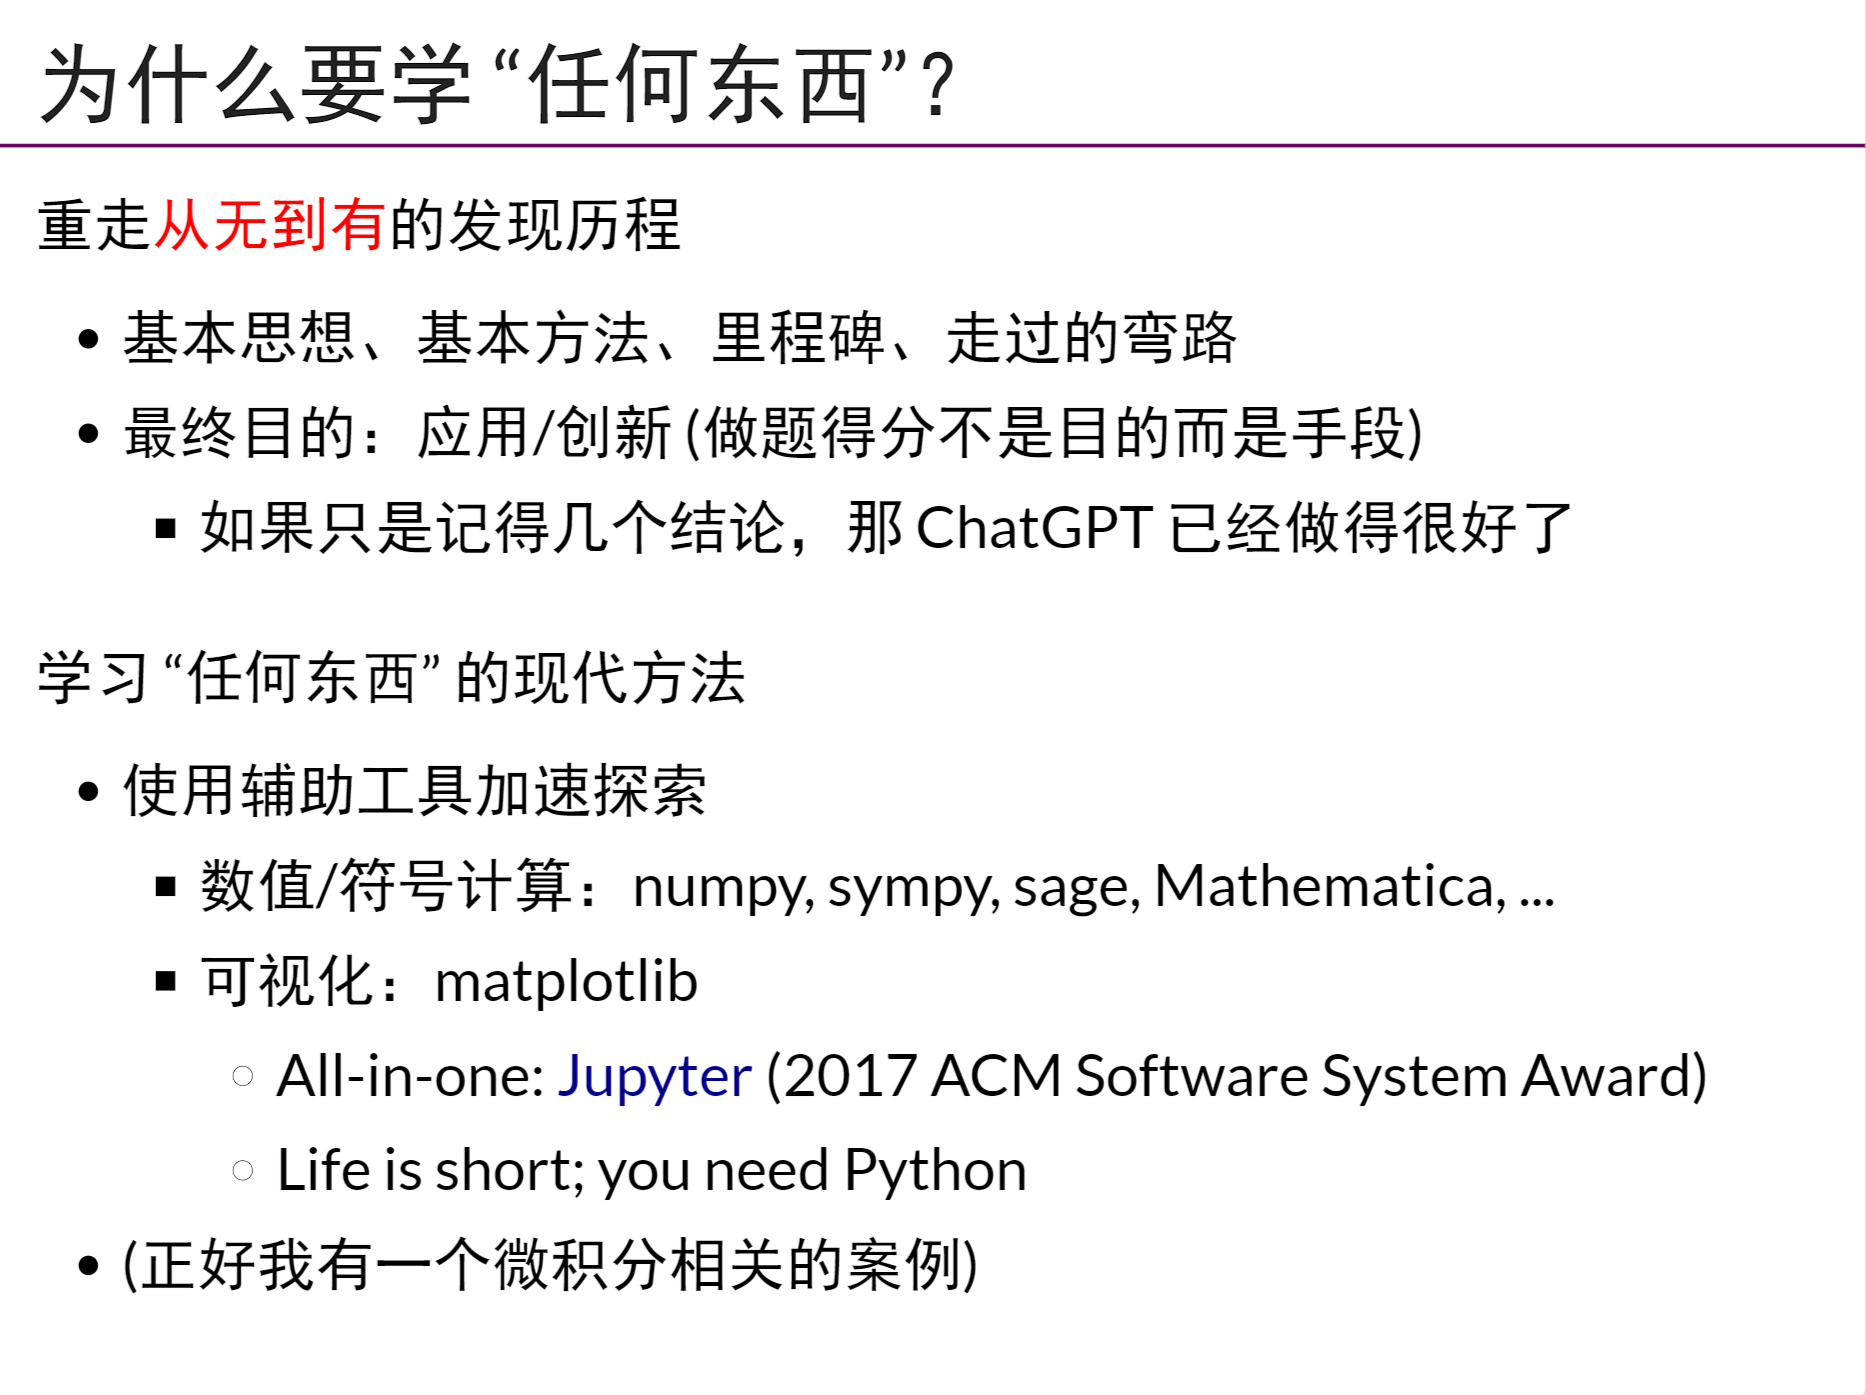 为什么要学 “任何东西”?
重走从无到有的发现历程
• 基本思想、基本方法、里程碑、走过的弯路
• 最终目的：应用/创新 (做题得分不是目的而是手段)
▪ 如果只是记得几个结论，那 ChatGPT 已经做得很好了
学习 “任何东西” 的现代方法
• 使用辅助工具加速探索
▪ 数值/符号计算：numpy, sympy, sage, Mathematica, ...
▪ 可视化：matplotlib
○ All-in-one: Jupyter (2017 ACM Software System Award)
○ Life is short; you need Python
• (正好我有一个微积分相关的案例)